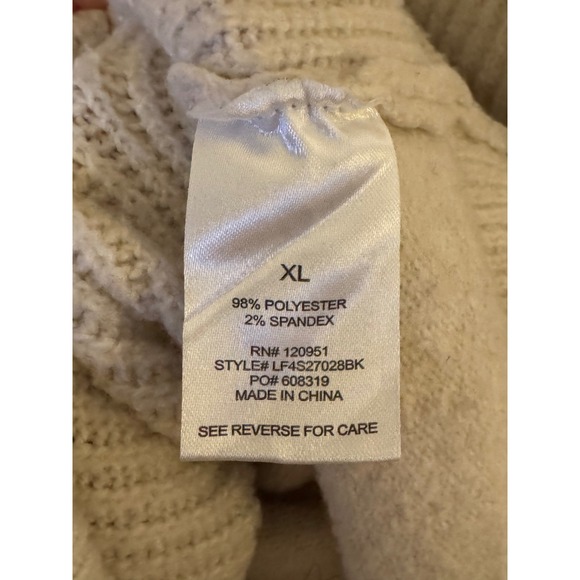 XL
98% POLYESTER
2% SPANDEX
RN# 120951
STYLE# LF4S27028BK
PO# 608319
MADE IN CHINA
SEE REVERSE FOR CARE